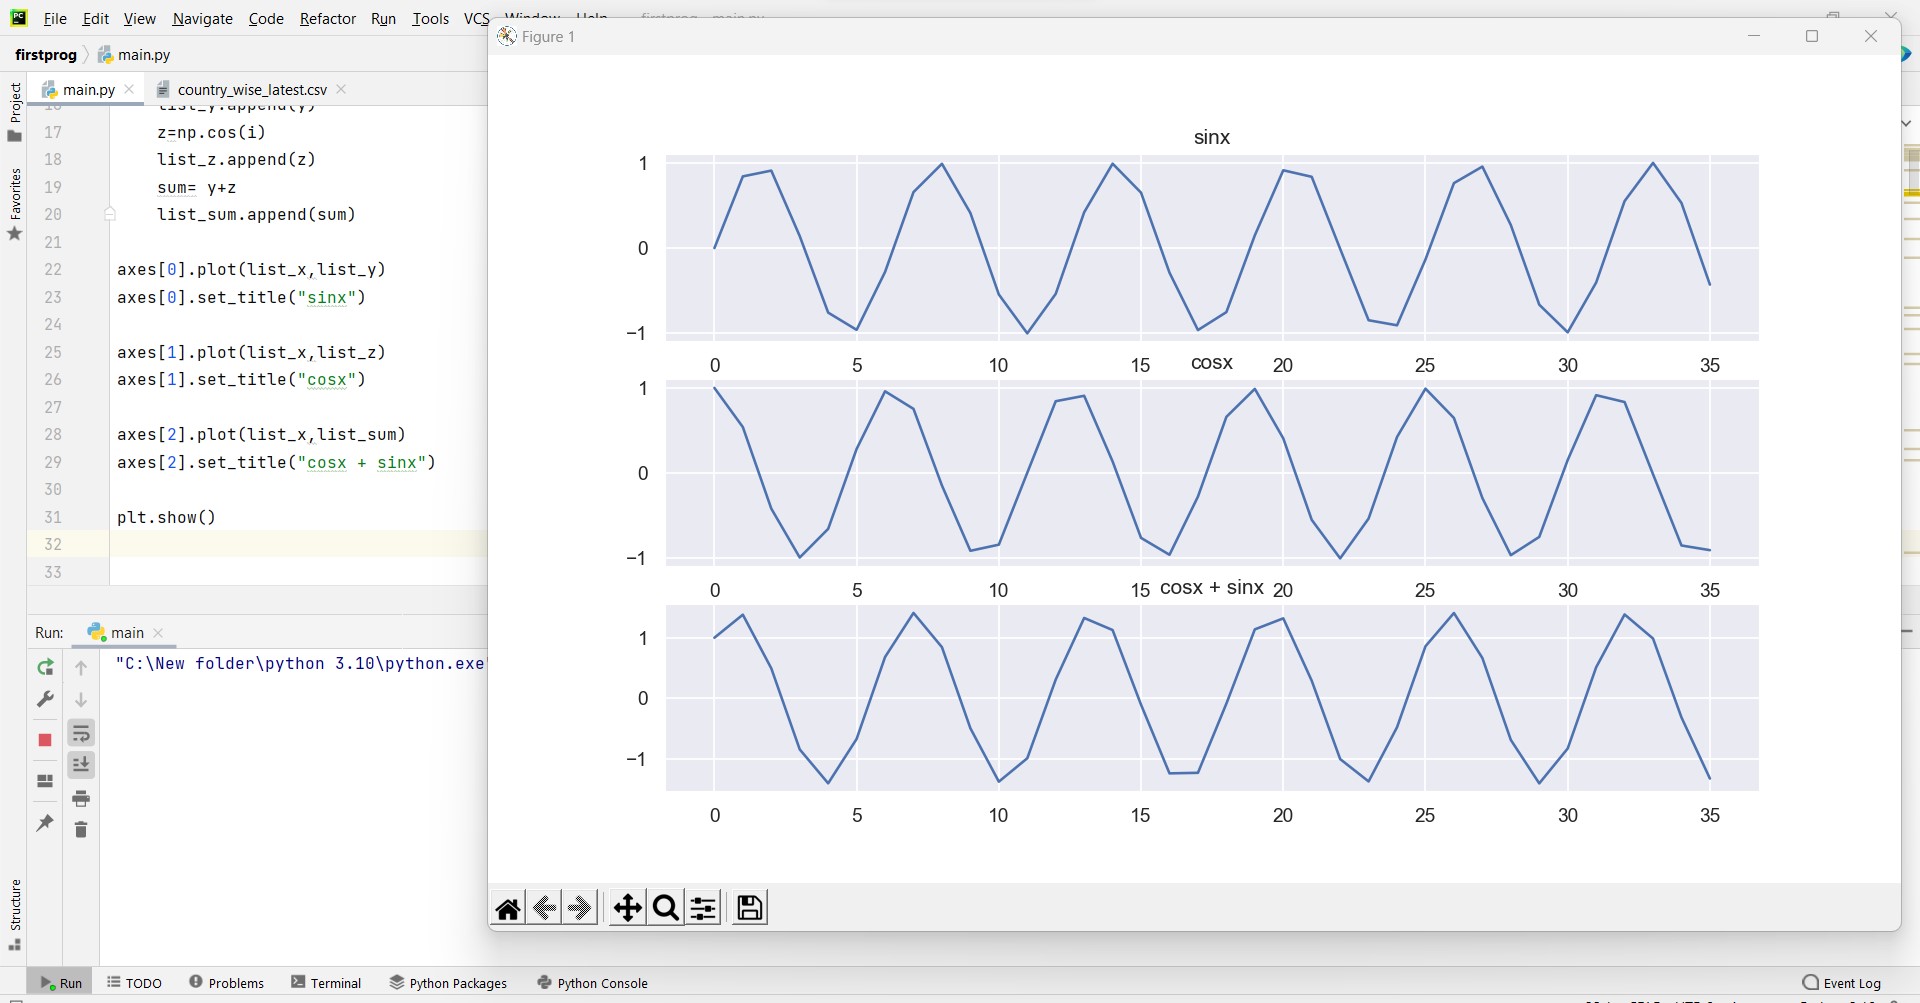 File Edit View Navigate Code Refactor Run Tools VCS Window Help firstprog - main.py
firstprog main.py
main.py country_wise_latest.csv
Project
Favorites
Structure
16 list_y.append(y)
17 z=np.cos(i)
18 list_z.append(z)
19 sum= y+z
20 list_sum.append(sum)
21
22 axes[0].plot(list_x,list_y)
23 axes[0].set_title("sinx")
24
25 axes[1].plot(list_x,list_z)
26 axes[1].set_title("cosx")
27
28 axes[2].plot(list_x,list_sum)
29 axes[2].set_title("cosx + sinx")
30
31 plt.show()
32
33
Run: main
"C:\New folder\python 3.10\python.exe"
Figure 1
sinx
1
0
−1
0 5 10 15 20 25 30 35
cosx
1
0
−1
0 5 10 15 20 25 30 35
cosx + sinx
1
0
−1
0 5 10 15 20 25 30 35
Run TODO Problems Terminal Python Packages Python Console Event Log